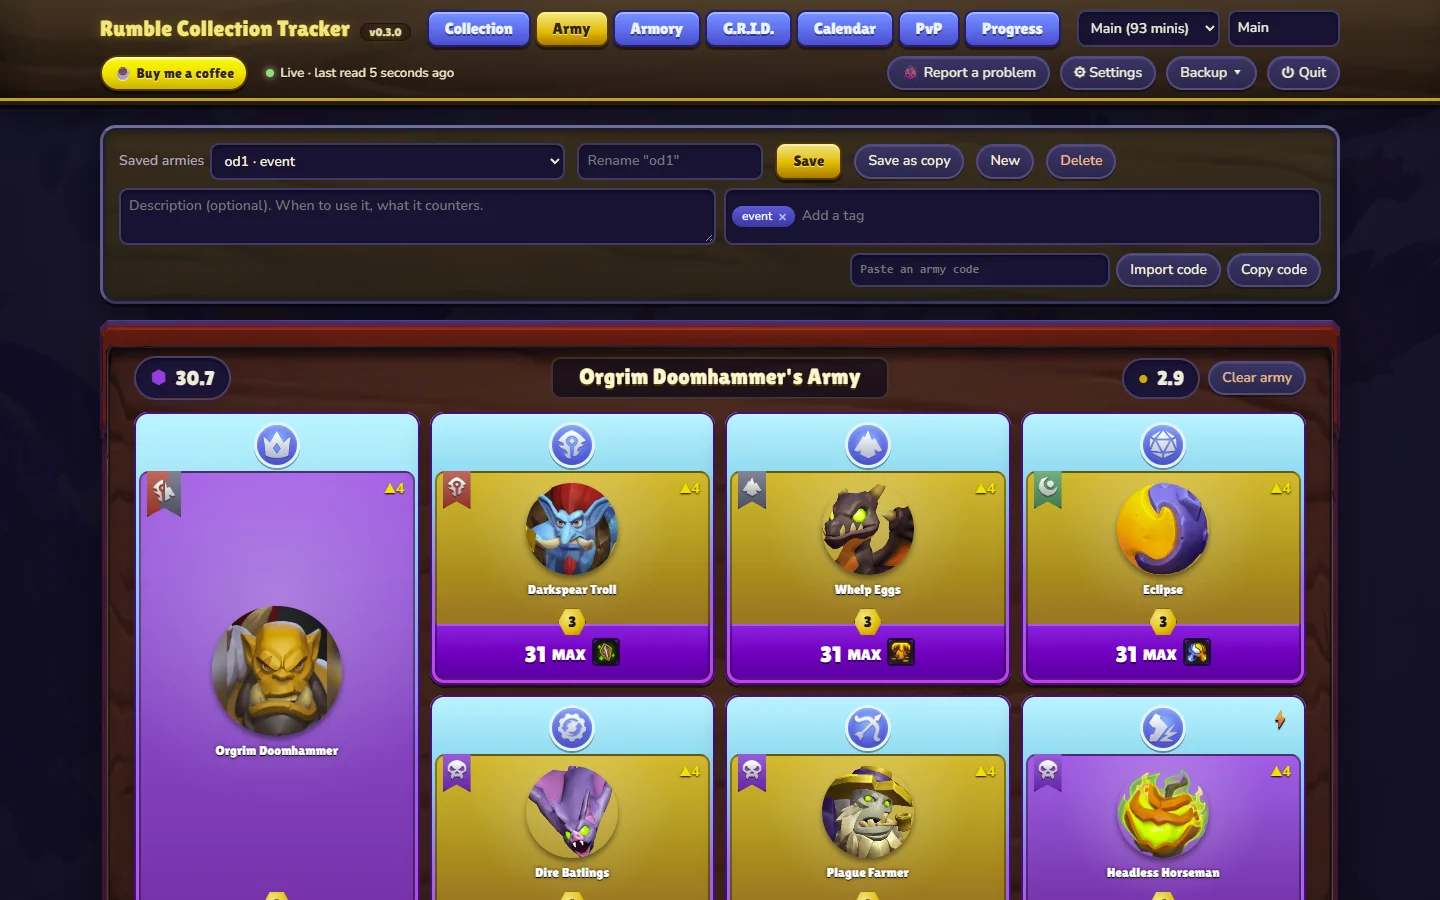 Rumble Collection Tracker v0.3.0
Collection Army Armory G.R.I.D. Calendar PvP Progress
Main (93 minis) Main
Buy me a coffee Live · last read 5 seconds ago Report a problem Settings Backup Quit
Saved armies od1 · event Rename "od1" Save Save as copy New Delete
Description (optional). When to use it, what it counters. event × Add a tag
Paste an army code Import code Copy code
30.7 Orgrim Doomhammer's Army 2.9 Clear army
4 4 4 4
Darkspear Troll Whelp Eggs Eclipse
3 3 3
31 MAX 31 MAX 31 MAX
Orgrim Doomhammer
4 4 4
Dire Batlings Plague Farmer Headless Horseman